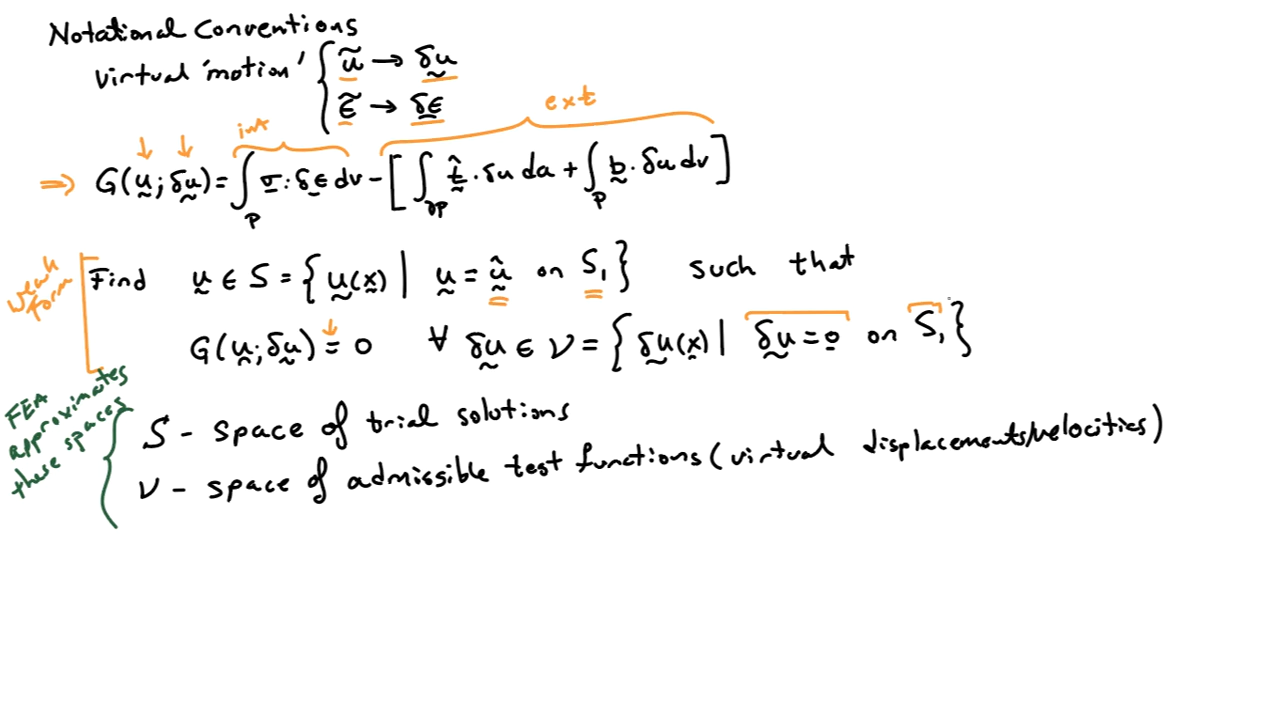 Notational Conventions
Virtual 'motion' { ũ → δu
ε̃ → δϵ
int ext
⇒ G(u; δu) = ∫_P σ : δϵ dv − [ ∫_∂P t̂ · δu da + ∫_P b · δu dv ]
weak form
Find u ∈ S = { u(x) | u = û on S₁ } such that
G(u; δu) = 0 ∀ δu ∈ V = { δu(x) | δu = 0 on S₁ }
FEA approximates these spaces
S - space of trial solutions
V - space of admissible test functions (virtual displacements/velocities)